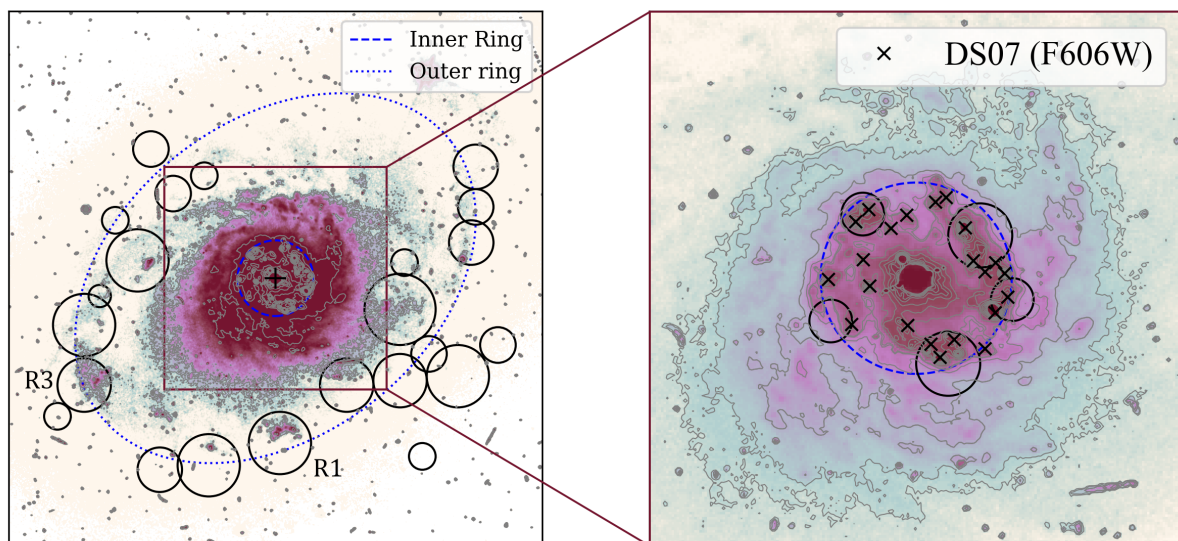 Inner Ring
Outer ring
DS07 (F606W)
R3
R1